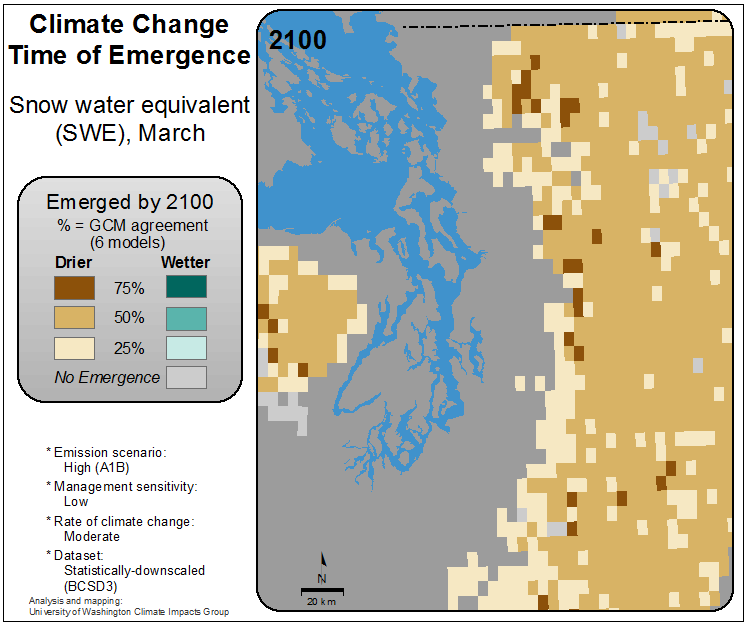 Climate Change
Time of Emergence
Snow water equivalent
(SWE), March
2100
Emerged by 2100
% = GCM agreement
(6 models)
Drier Wetter
75%
50%
25%
No Emergence
* Emission scenario:
High (A1B)
* Management sensitivity:
Low
* Rate of climate change:
Moderate
* Dataset:
Statistically-downscaled
(BCSD3)
Analysis and mapping:
University of Washington Climate Impacts Group
N
20 km